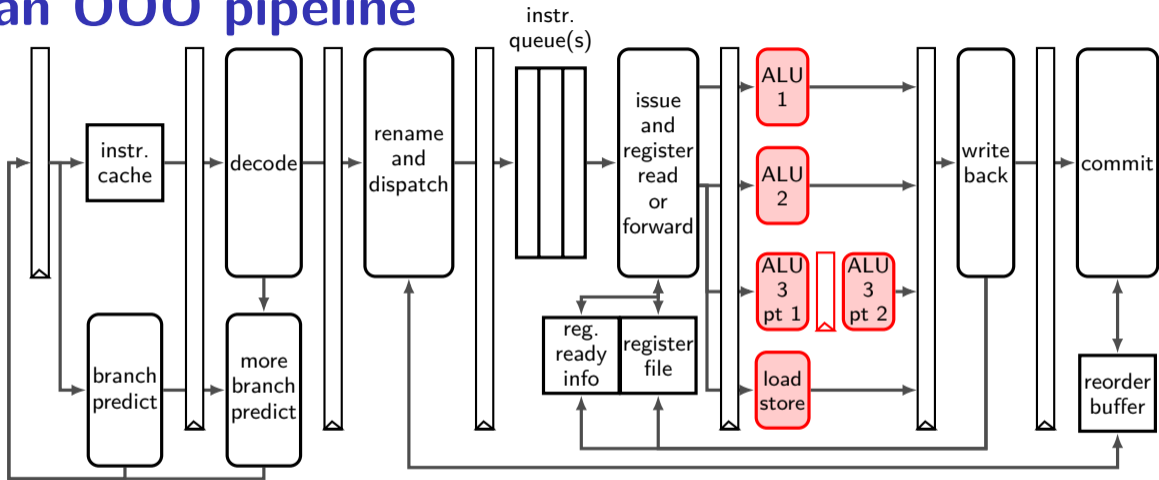 an OOO pipeline
instr.
queue(s)
instr.
cache
decode
rename
and
dispatch
issue
and
register
read
or
forward
ALU
1
ALU
2
ALU
3
pt 1
ALU
3
pt 2
load
store
write
back
commit
branch
predict
more
branch
predict
reg.
ready
info
register
file
reorder
buffer